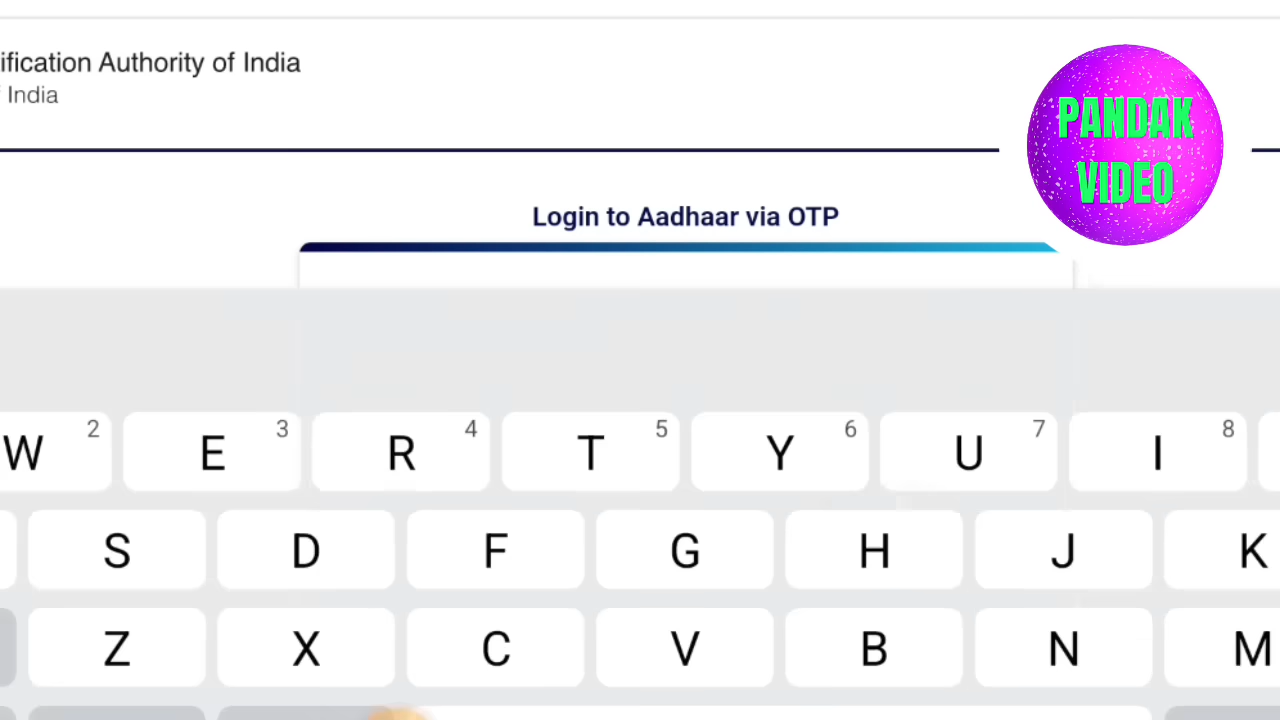 ification Authority of India
India
PANDAK
VIDEO
Login to Aadhaar via OTP
W 2 E 3 R 4 T 5 Y 6 U 7 I 8
S D F G H J K
Z X C V B N M